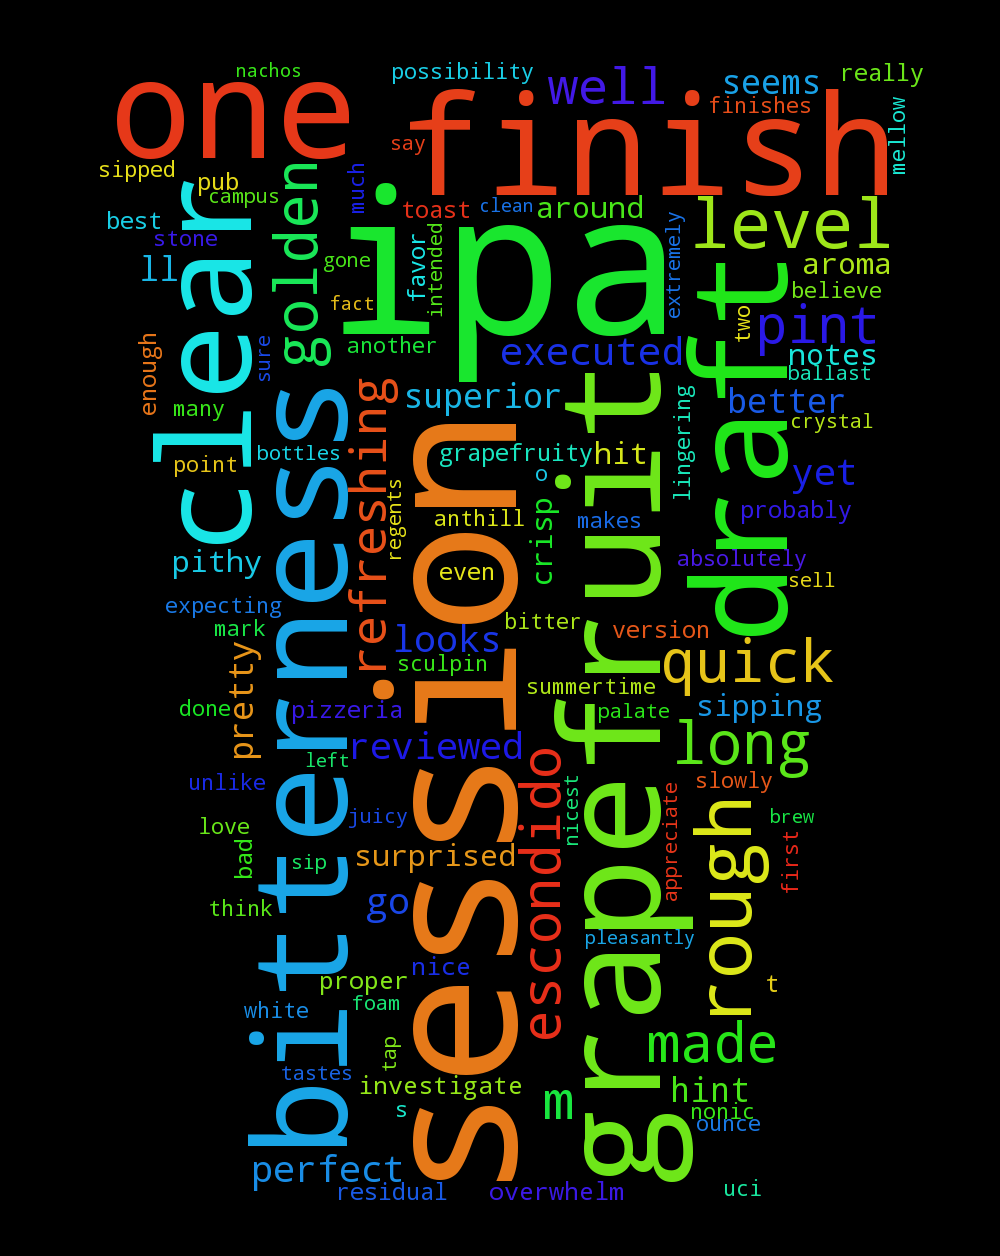 nachos
possibility
well
seems
really
one
finish
finishes
mellow
say
sipped
pub
campus
much
best
stone
ll
clear
golden
toast
clean
around
level
gone
favor
intended
extremely
aroma
believe
fact
ipa
two
pint
another
executed
notes
ballast
enough
sure
many
superior
better
crystal
draft
point
bottles
refreshing
grapefruity
hit
lingering
yet
o
regents
anthill
crisp
makes
probably
pithy
even
absolutely
sell
expecting
mark
looks
bitter
version
sculpin
quick
pretty
summertime
done
pizzeria
palate
sipping
bitterness
session
grapefruit
reviewed
long
left
unlike
escondido
nicest
slowly
love
juicy
appreciate
brew
bade
sip
surprised
rough
first
think
go
pleasantly
nice
proper
t
white
foam
made
tap
tastes
investigate
hint
s
m
nonic
ounce
perfect
residual
overwhelm
uci